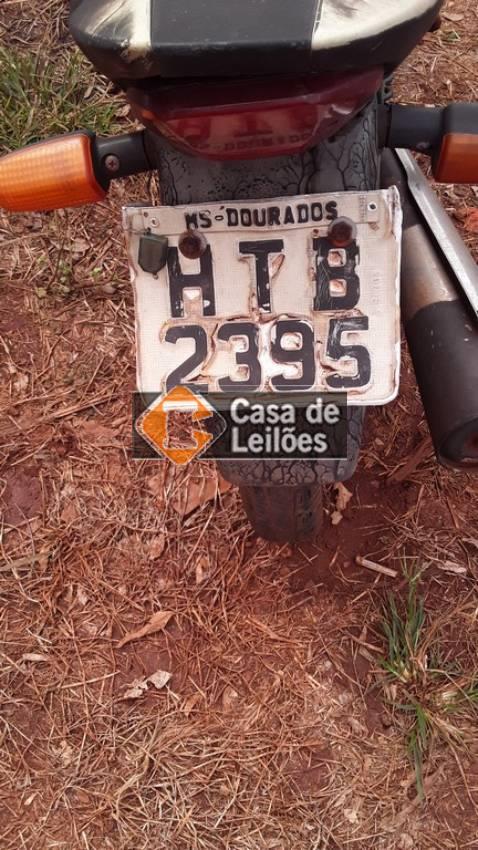 MS-DOURADOS
HTB
2395
Casa de
Leilões